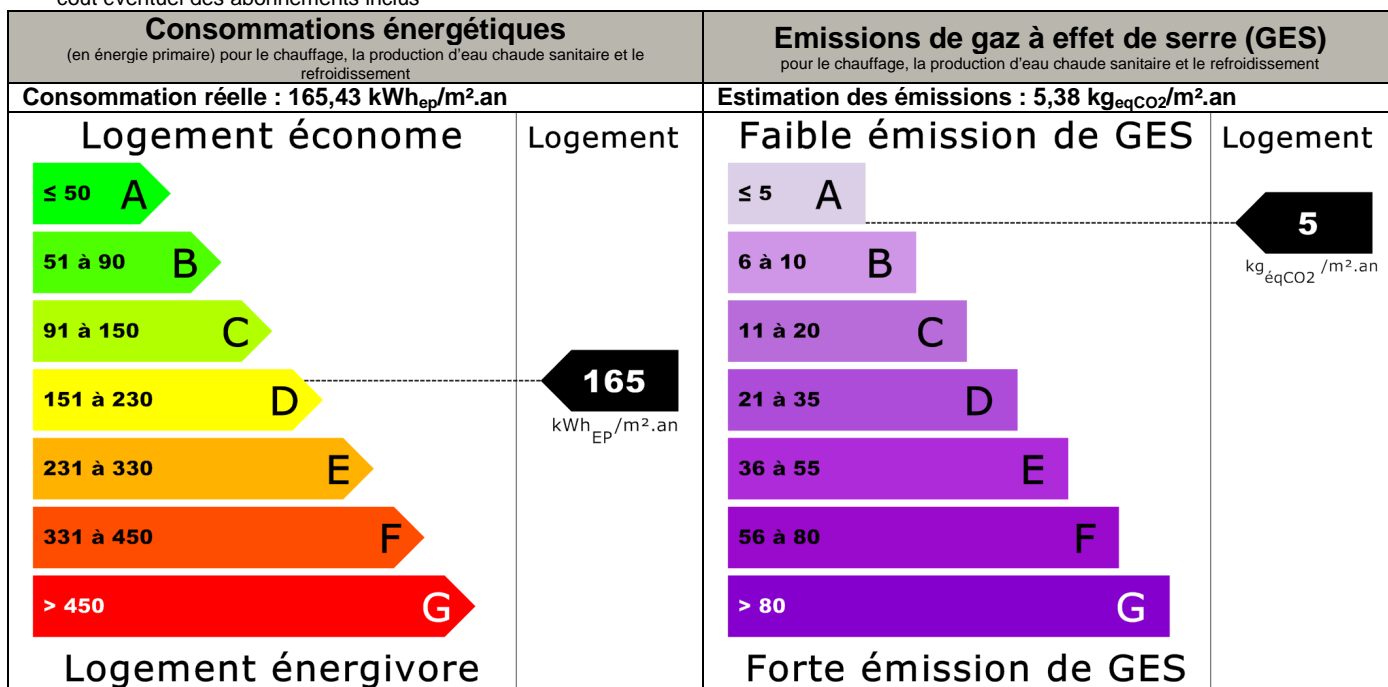 coût éventuel des abonnements inclus
Consommations énergétiques
(en énergie primaire) pour le chauffage, la production d'eau chaude sanitaire et le
refroidissement
Consommation réelle : 165,43 kWhep/m².an
Logement économe
Logement
≤ 50 A
51 à 90 B
91 à 150 C
151 à 230 D
231 à 330 E
331 à 450 F
> 450 G
165
kWhEP/m².an
Logement énergivore
Emissions de gaz à effet de serre (GES)
pour le chauffage, la production d'eau chaude sanitaire et le refroidissement
Estimation des émissions : 5,38 kgeqCO2/m².an
Faible émission de GES
Logement
≤ 5 A
6 à 10 B
11 à 20 C
21 à 35 D
36 à 55 E
56 à 80 F
> 80 G
5
kgéqCO2 /m².an
Forte émission de GES